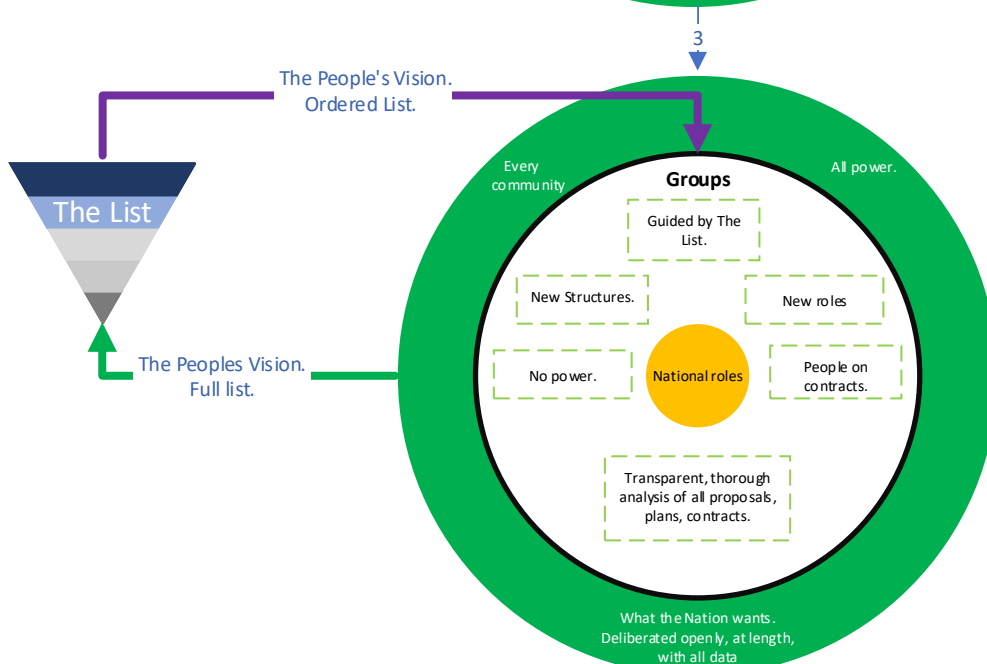 3
The People's Vision.
Ordered List.
Every
community
All power.
Groups
The List
Guided by The
List.
New Structures.
New roles
The Peoples Vision.
Full list.
No power.
National roles
People on
contracts.
Transparent, thorough
analysis of all proposals,
plans, contracts.
What the Nation wants.
Deliberated openly, at length,
with all data